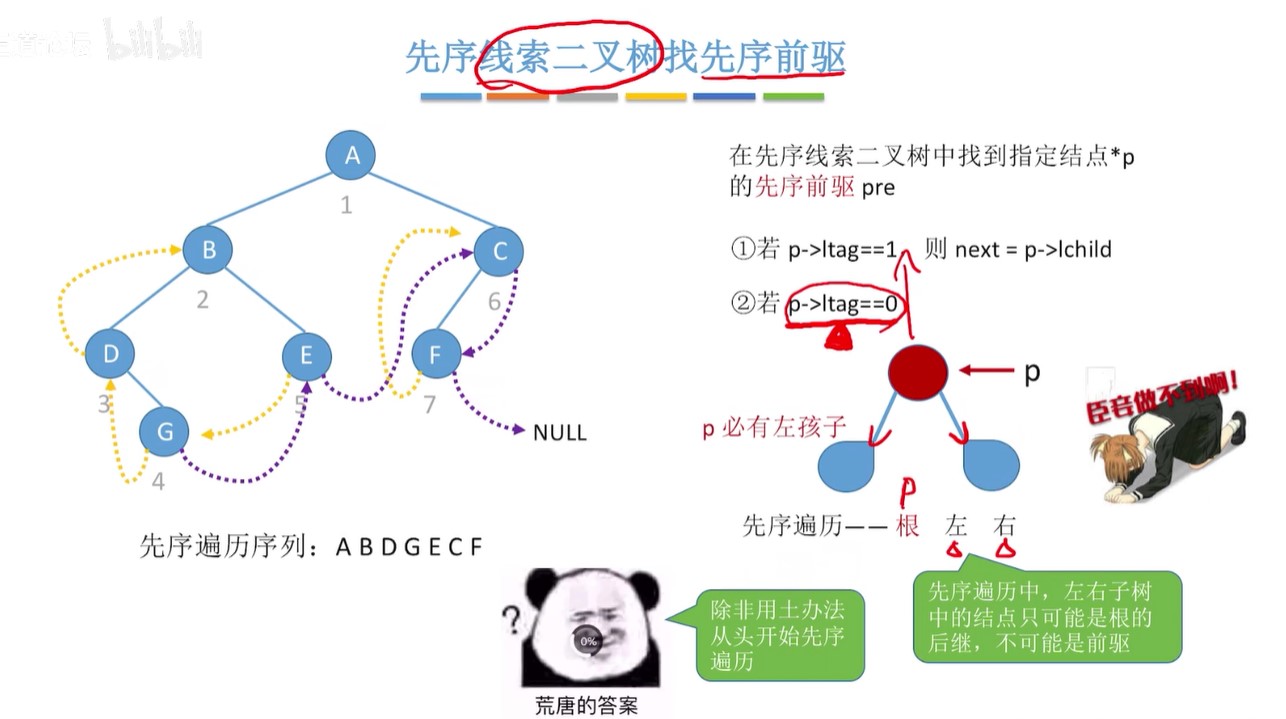 bilibili
先序线索二叉树找先序前驱
在先序线索二叉树中找到指定结点*p
的先序前驱 pre
①若 p->ltag==1，则 next = p->lchild
②若 p->ltag==0
A
1
B
C
2
6
D
E
F
3
5
7
G
4
NULL
先序遍历序列：A B D G E C F
p
p 必有左孩子
臣妾做不到啊！
P
先序遍历—— 根 左 右
先序遍历中，左右子树
中的结点只可能是根的
后继，不可能是前驱
除非用土办法
从头开始先序
遍历
?
0%
荒唐的答案